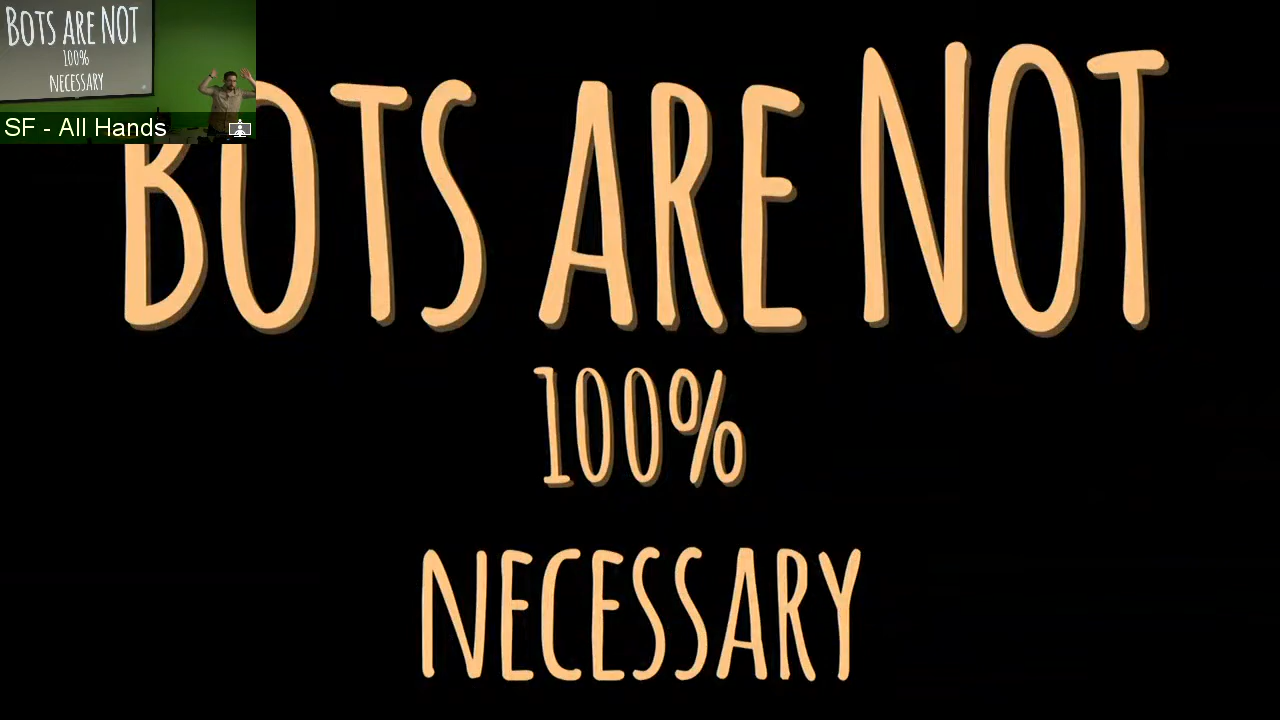 BOTS ARE NOT
100%
NECESSARY
SF - All Hands
BOTS ARE NOT
100%
NECESSARY